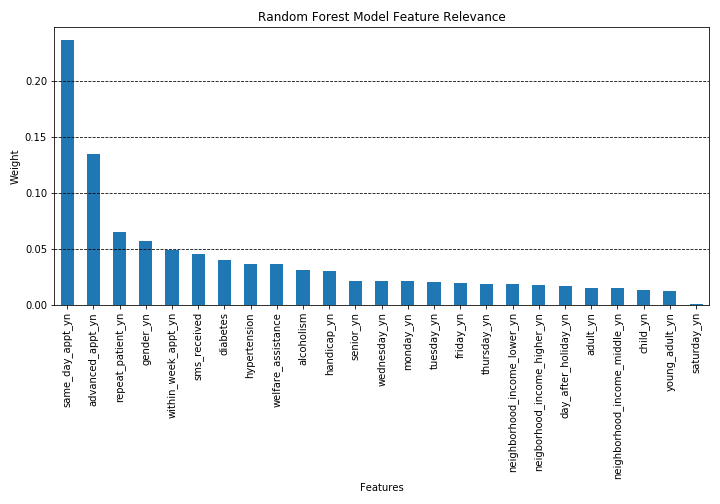 Random Forest Model Feature Relevance
Weight
0.20
0.15
0.10
0.05
0.00
same_day_appt_yn
advanced_appt_yn
repeat_patient_yn
gender_yn
within_week_appt_yn
sms_received
diabetes
hypertension
welfare_assistance
alcoholism
handicap_yn
senior_yn
wednesday_yn
monday_yn
tuesday_yn
friday_yn
thursday_yn
neighborhood_income_lower_yn
neigborhood_income_higher_yn
day_after_holiday_yn
adult_yn
neighborhood_income_middle_yn
child_yn
young_adult_yn
saturday_yn
Features